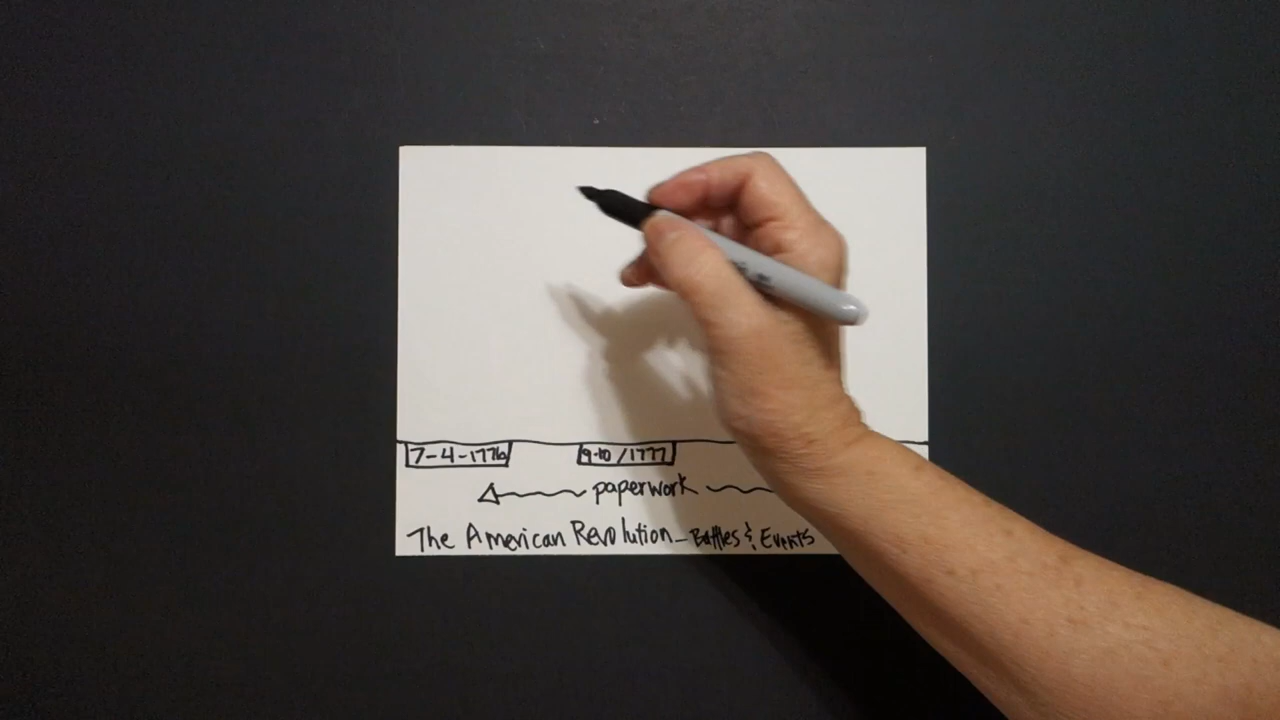 7-4-1776 9-10/1777
paperwork
The American Revolution - Battles & Events